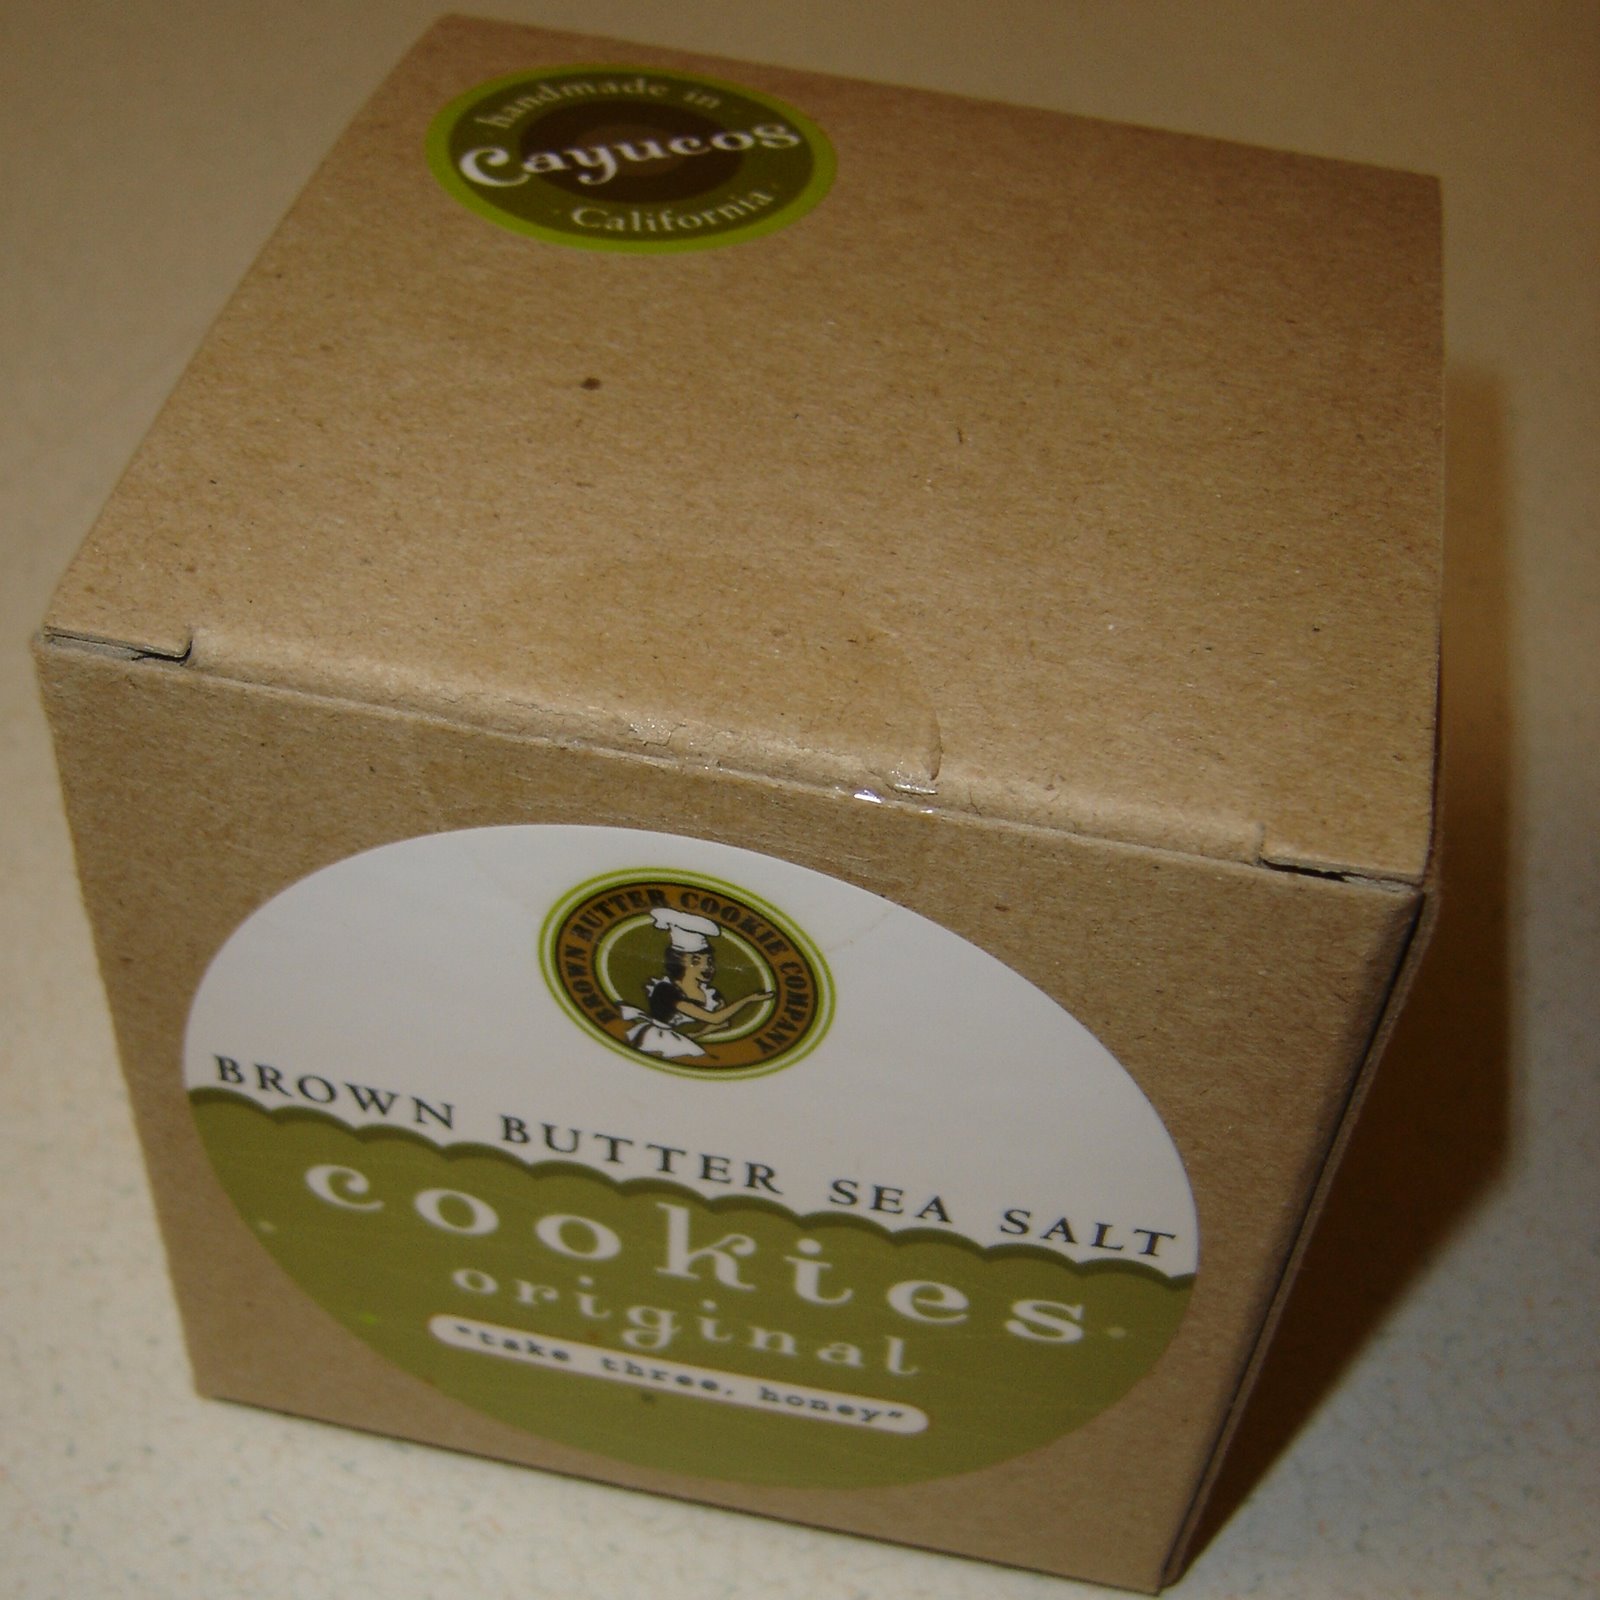 handmade in
Cayucos
California
BROWN BUTTER COOKIE COMPANY
BROWN BUTTER SEA SALT
cookies
original
"take three, honey"